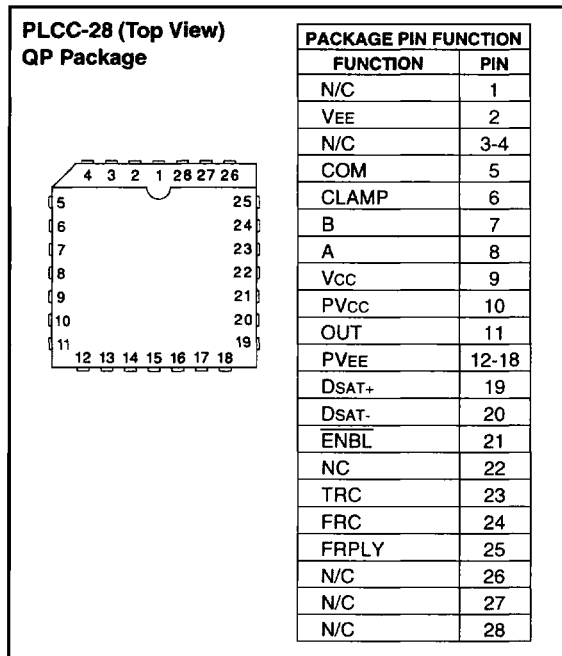 PLCC-28 (Top View)
QP Package
4 3 2 1 28 27 26
5 25
6 24
7 23
8 22
9 21
10 20
11 19
12 13 14 15 16 17 18
PACKAGE PIN FUNCTION
FUNCTION PIN
N/C 1
VEE 2
N/C 3-4
COM 5
CLAMP 6
B 7
A 8
VCC 9
PVCC 10
OUT 11
PVEE 12-18
DSAT+ 19
DSAT- 20
ENBL 21
NC 22
TRC 23
FRC 24
FRPLY 25
N/C 26
N/C 27
N/C 28